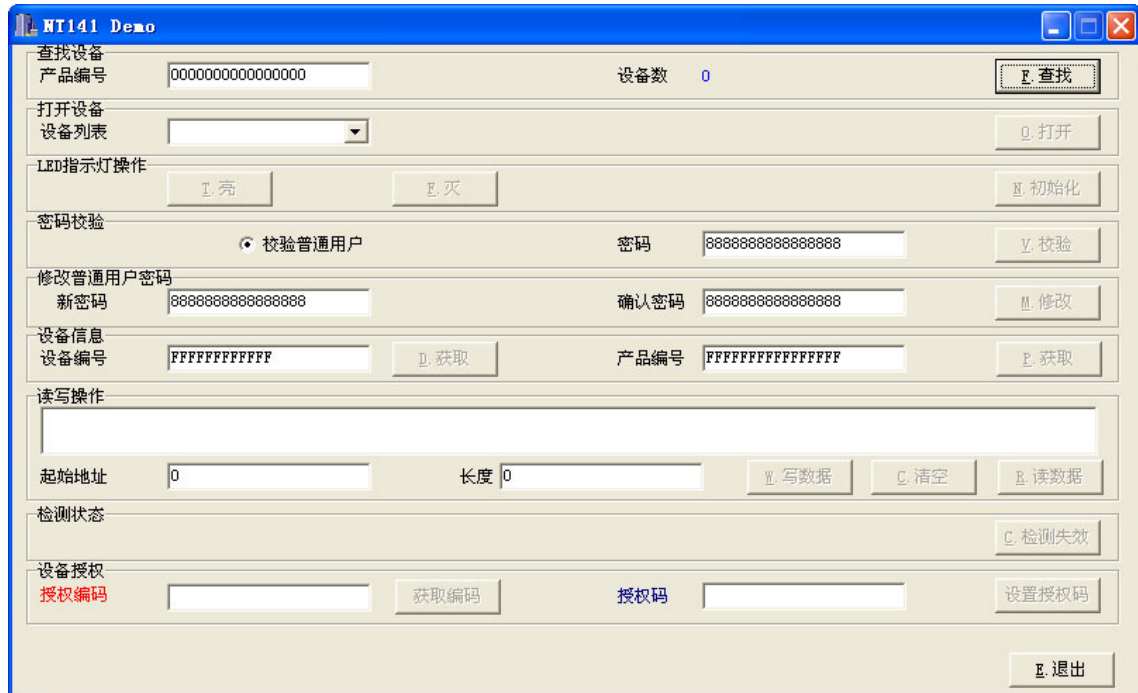 NT141 Demo
查找设备
产品编号 0000000000000000 设备数 0 F.查找
打开设备
设备列表 O.打开
LED指示灯操作
T.亮 F.灭 N.初始化
密码校验
校验普通用户 密码 8888888888888888 V.校验
修改普通用户密码
新密码 8888888888888888 确认密码 8888888888888888 M.修改
设备信息
设备编号 FFFFFFFFFFFF D.获取 产品编号 FFFFFFFFFFFFFFFF P.获取
读写操作
起始地址 0 长度 0 W.写数据 C.清空 R.读数据
检测状态
C.检测失效
设备授权
授权编码 获取编码 授权码 设置授权码
E.退出